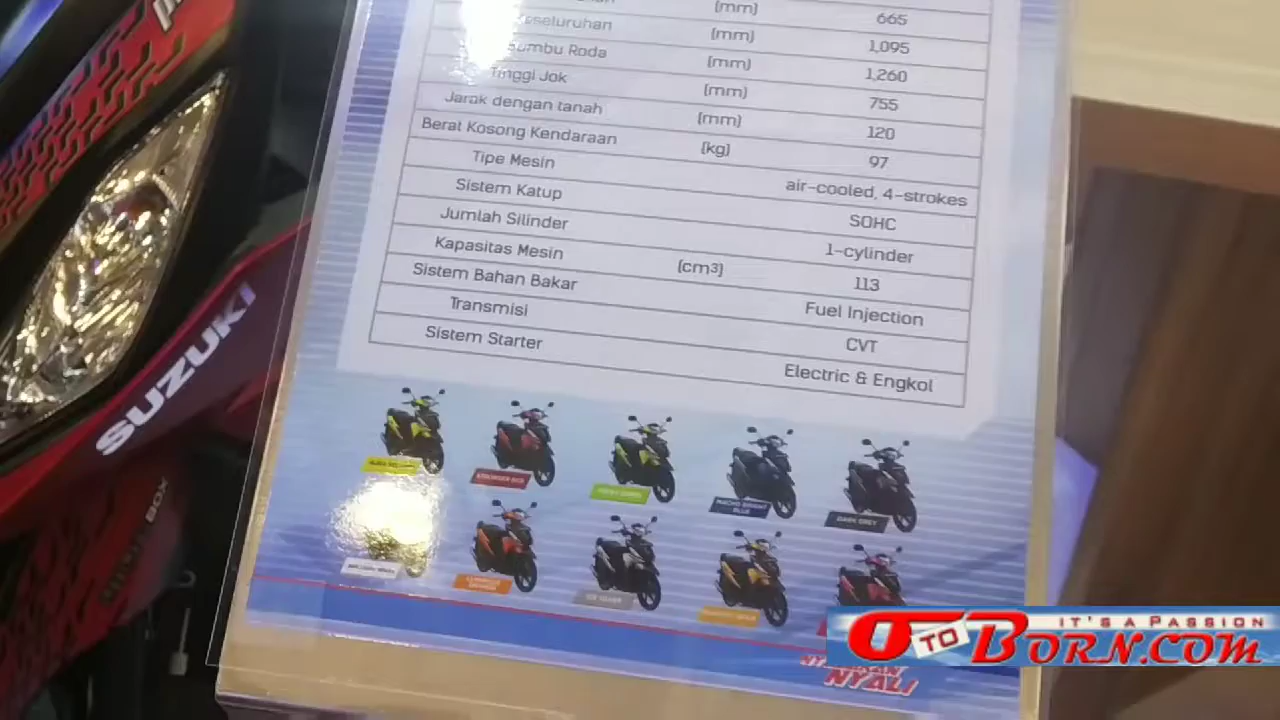 (mm) 665
Keseluruhan (mm) 1,095
Sumbu Roda (mm) 1,260
Tinggi Jok (mm) 755
Jarak dengan tanah (mm) 120
Berat Kosong Kendaraan (kg) 97
Tipe Mesin air-cooled, 4-strokes
Sistem Katup SOHC
Jumlah Silinder 1-cylinder
Kapasitas Mesin (cm³) 113
Sistem Bahan Bakar Fuel Injection
Transmisi CVT
Sistem Starter Electric & Engkol
SUZUKI
BOX
DARK GREY
BLUE
NYALI
OTOBORN.COM
IT'S A PASSION